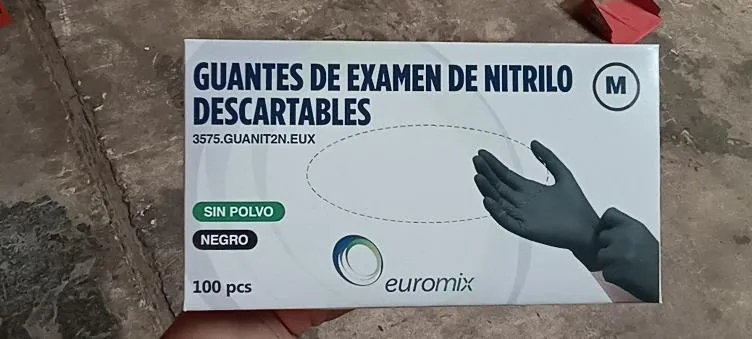 GUANTES DE EXAMEN DE NITRILO
DESCARTABLES
M
3575.GUANIT2N.EUX
SIN POLVO
NEGRO
100 pcs
euromix